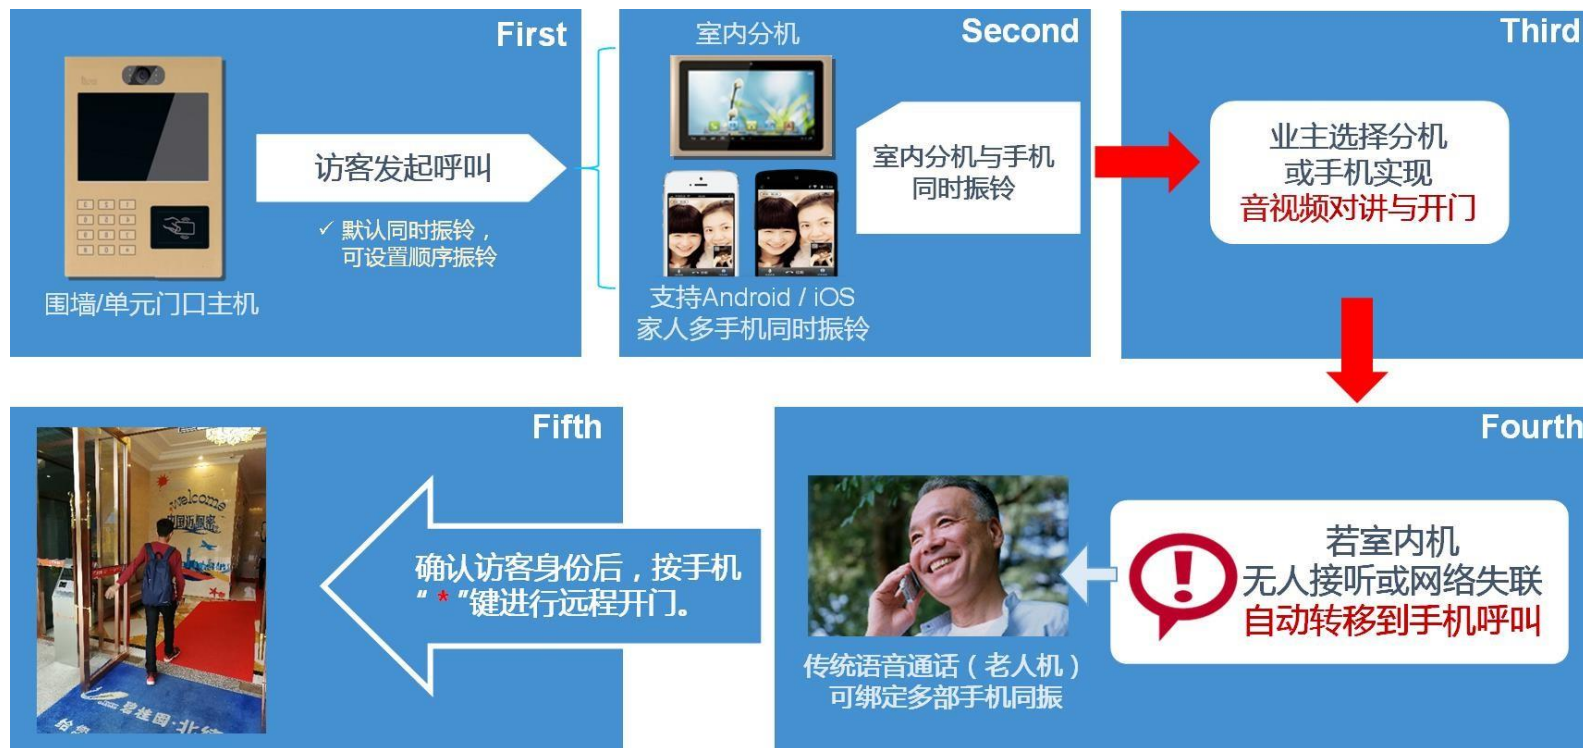 First
访客发起呼叫
✓ 默认同时振铃，
可设置顺序振铃
围墙/单元门口主机
Second
室内分机
室内分机与手机
同时振铃
支持Android / iOS
家人多手机同时振铃
Third
业主选择分机
或手机实现
音视频对讲与开门
Fourth
若室内机
无人接听或网络失联
自动转移到手机呼叫
传统语音通话（老人机）
可绑定多部手机同振
Fifth
确认访客身份后，按手机
“ * ”键进行远程开门。
welcome
碧桂园·北